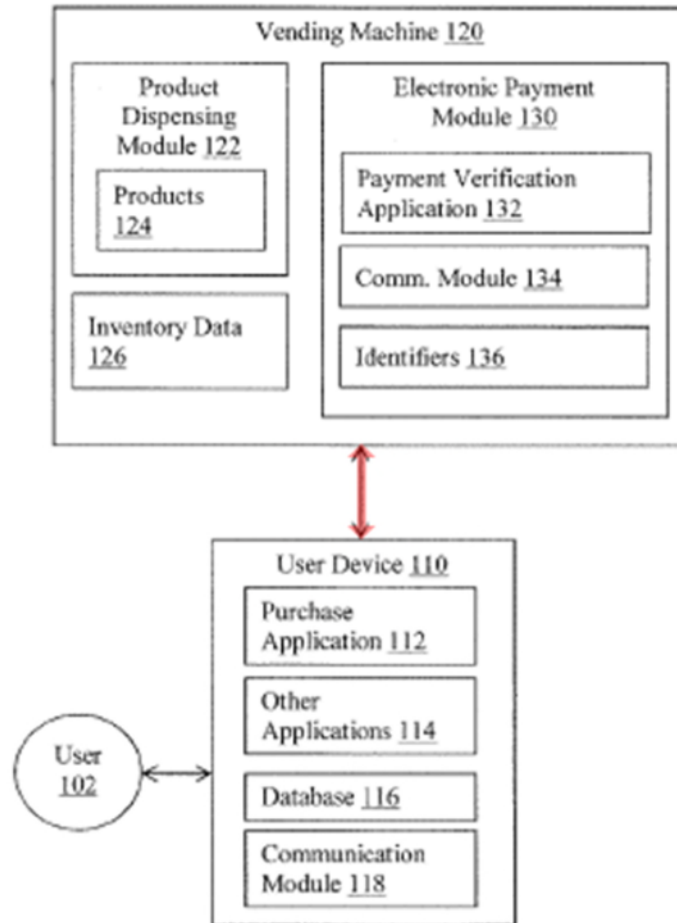 Vending Machine 120
Product
Dispensing
Module 122
Products
124
Inventory Data
126
Electronic Payment
Module 130
Payment Verification
Application 132
Comm. Module 134
Identifiers 136
User Device 110
Purchase
Application 112
Other
Applications 114
Database 116
Communication
Module 118
User
102